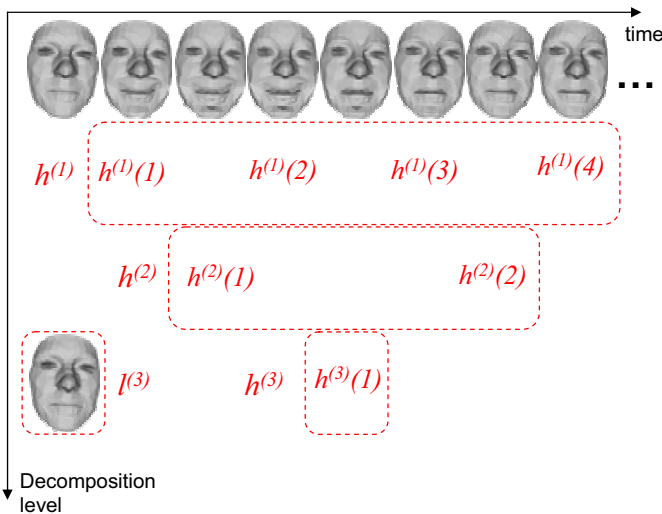 time
...
h^(1) h^(1)(1) h^(1)(2) h^(1)(3) h^(1)(4)
h^(2) h^(2)(1) h^(2)(2)
l^(3) h^(3) h^(3)(1)
Decomposition
level